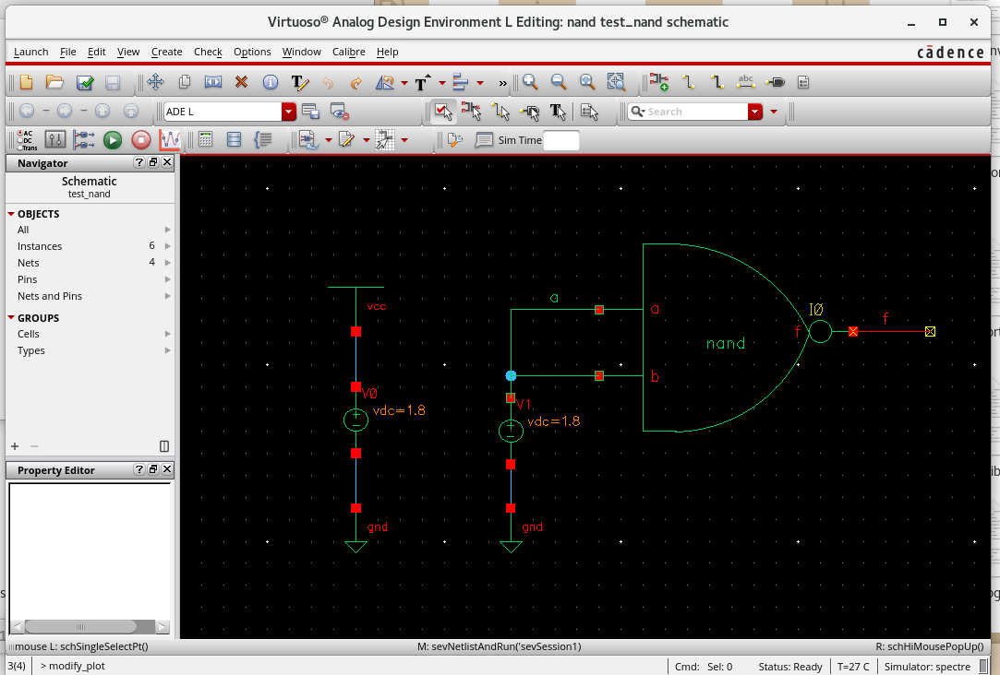 Virtuoso® Analog Design Environment L Editing: nand test_nand schematic
Launch File Edit View Create Check Options Window Calibre Help
cādence
T T » abc
ADE L
T
Search
AC
DC
Trans
Sim Time
Navigator
Schematic
test_nand
OBJECTS
All
Instances 6
Nets 4
Pins
Nets and Pins
GROUPS
Cells
Types
Property Editor
vcc
V0
vdc=1.8
gnd
a
V1
vdc=1.8
gnd
a
b
nand
f
I0
f
mouse L: schSingleSelectPt() M: sevNetlistAndRun('sevSession1) R: schHiMousePopUp()
3(4) > modify_plot Cmd: Sel: 0 Status: Ready T=27 C Simulator: spectre